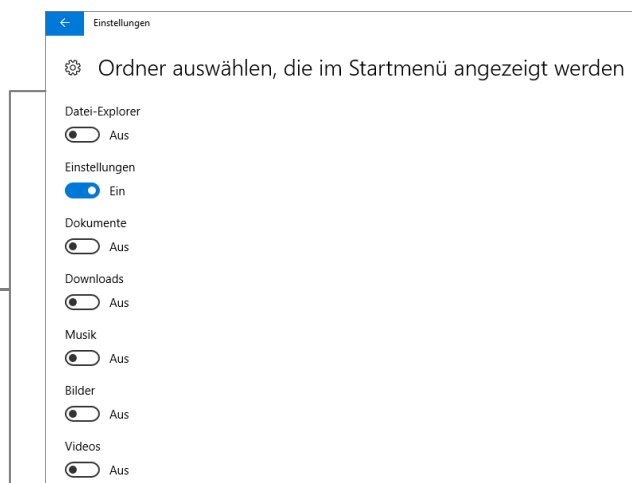 Einstellungen
Ordner auswählen, die im Startmenü angezeigt werden
Datei-Explorer
Aus
Einstellungen
Ein
Dokumente
Aus
Downloads
Aus
Musik
Aus
Bilder
Aus
Videos
Aus